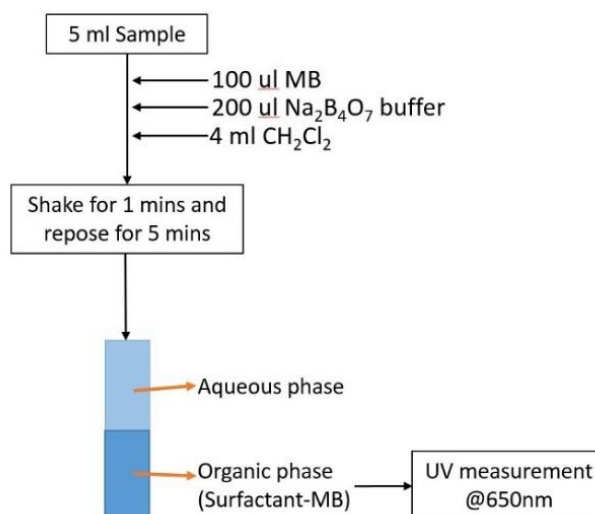 5 ml Sample
100 ul MB
200 ul Na₂B₄O₇ buffer
4 ml CH₂Cl₂
Shake for 1 mins and
repose for 5 mins
Aqueous phase
Organic phase
(Surfactant-MB)
UV measurement
@650nm